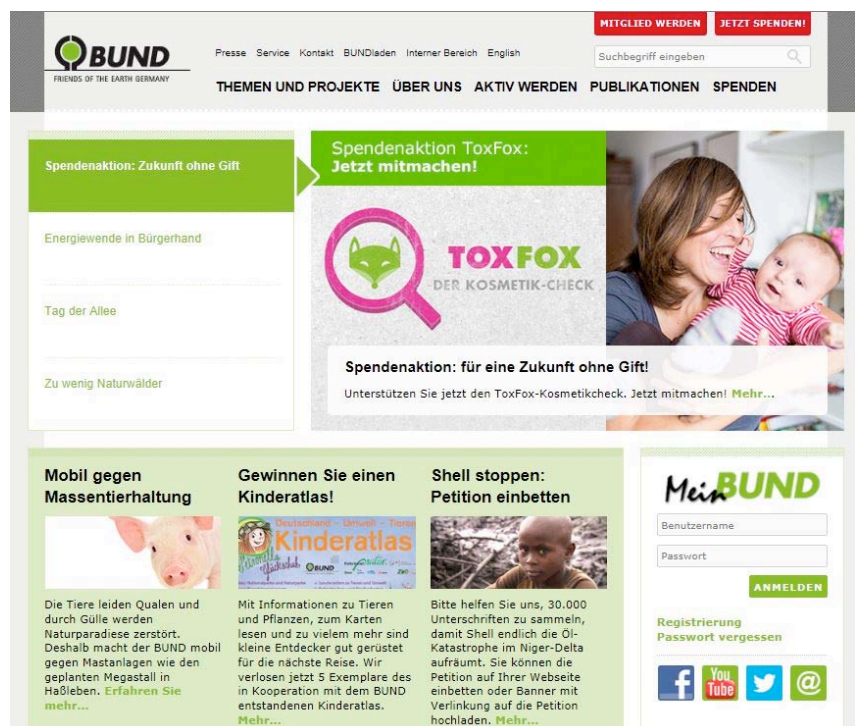 MITGLIED WERDEN
JETZT SPENDEN!
BUND
FRIENDS OF THE EARTH GERMANY
Presse Service Kontakt BUNDladen Interner Bereich English
Suchbegriff eingeben
THEMEN UND PROJEKTE ÜBER UNS AKTIV WERDEN PUBLIKATIONEN SPENDEN
Spendenaktion: Zukunft ohne Gift
Energiewende in Bürgerhand
Tag der Allee
Zu wenig Naturwälder
Spendenaktion ToxFox:
Jetzt mitmachen!
TOXFOX
DER KOSMETIK-CHECK
Spendenaktion: für eine Zukunft ohne Gift!
Unterstützen Sie jetzt den ToxFox-Kosmetikcheck. Jetzt mitmachen! Mehr...
Mobil gegen
Massentierhaltung
Die Tiere leiden Qualen und
durch Gülle werden
Naturparadiese zerstört.
Deshalb macht der BUND mobil
gegen Mastanlagen wie den
geplanten Megastall in
Haßleben. Erfahren Sie
mehr...
Gewinnen Sie einen
Kinderatlas!
Deutschland - Umwelt - Tiere
Kinderatlas
BUND
Mit Informationen zu Tieren
und Pflanzen, zum Karten
lesen und zu vielem mehr sind
kleine Entdecker gut gerüstet
für die nächste Reise. Wir
verlosen jetzt 5 Exemplare des
in Kooperation mit dem BUND
entstandenen Kinderatlas.
Mehr...
Shell stoppen:
Petition einbetten
Bitte helfen Sie uns, 30.000
Unterschriften zu sammeln,
damit Shell endlich die Öl-
Katastrophe im Niger-Delta
aufräumt. Sie können die
Petition auf Ihrer Webseite
einbetten oder Banner mit
Verlinkung auf die Petition
hochladen. Mehr...
Mein BUND
Benutzername
Passwort
ANMELDEN
Registrierung
Passwort vergessen
f
You
Tube
@